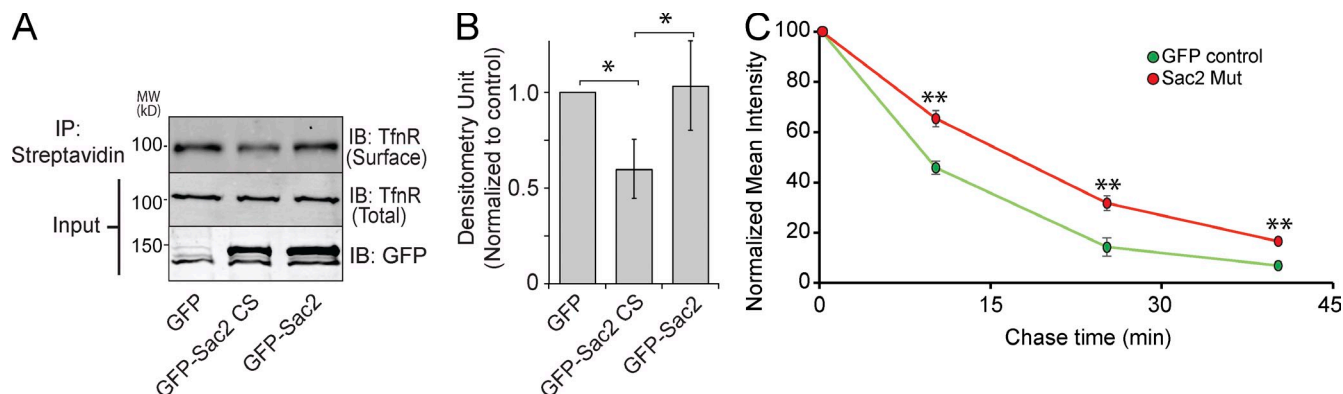 A
MW
(kD)
IP:
Streptavidin
100
IB: TfnR
(Surface)
Input
100
IB: TfnR
(Total)
150
IB: GFP
GFP
GFP-Sac2 CS
GFP-Sac2
B
Densitometry Unit
(Normalized to control)
1.0
0.5
0
*
*
GFP
GFP-Sac2 CS
GFP-Sac2
C
Normalized Mean Intensity
100
80
60
40
20
0
GFP control
Sac2 Mut
**
**
**
0
15
30
45
Chase time (min)